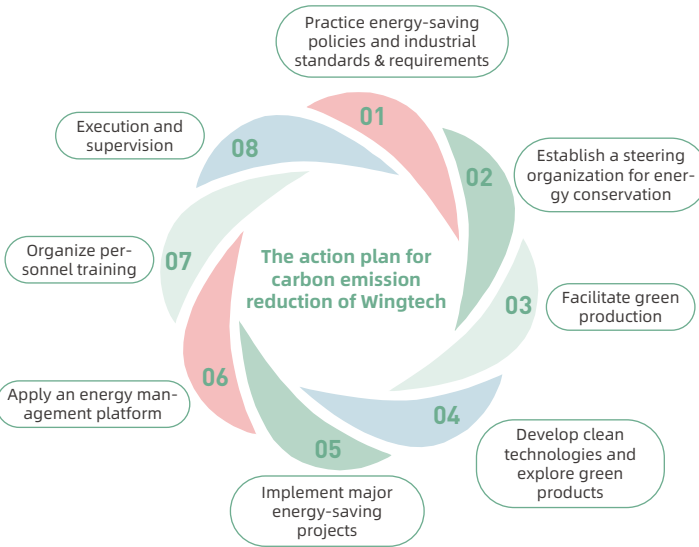 Practice energy-saving
policies and industrial
standards & requirements
01
Establish a steering
organization for ener-
gy conservation
02
Facilitate green
production
03
Develop clean
technologies and
explore green
products
04
Implement major
energy-saving
projects
05
Apply an energy man-
agement platform
06
Organize per-
sonnel training
07
Execution and
supervision
08
The action plan for
carbon emission
reduction of Wingtech